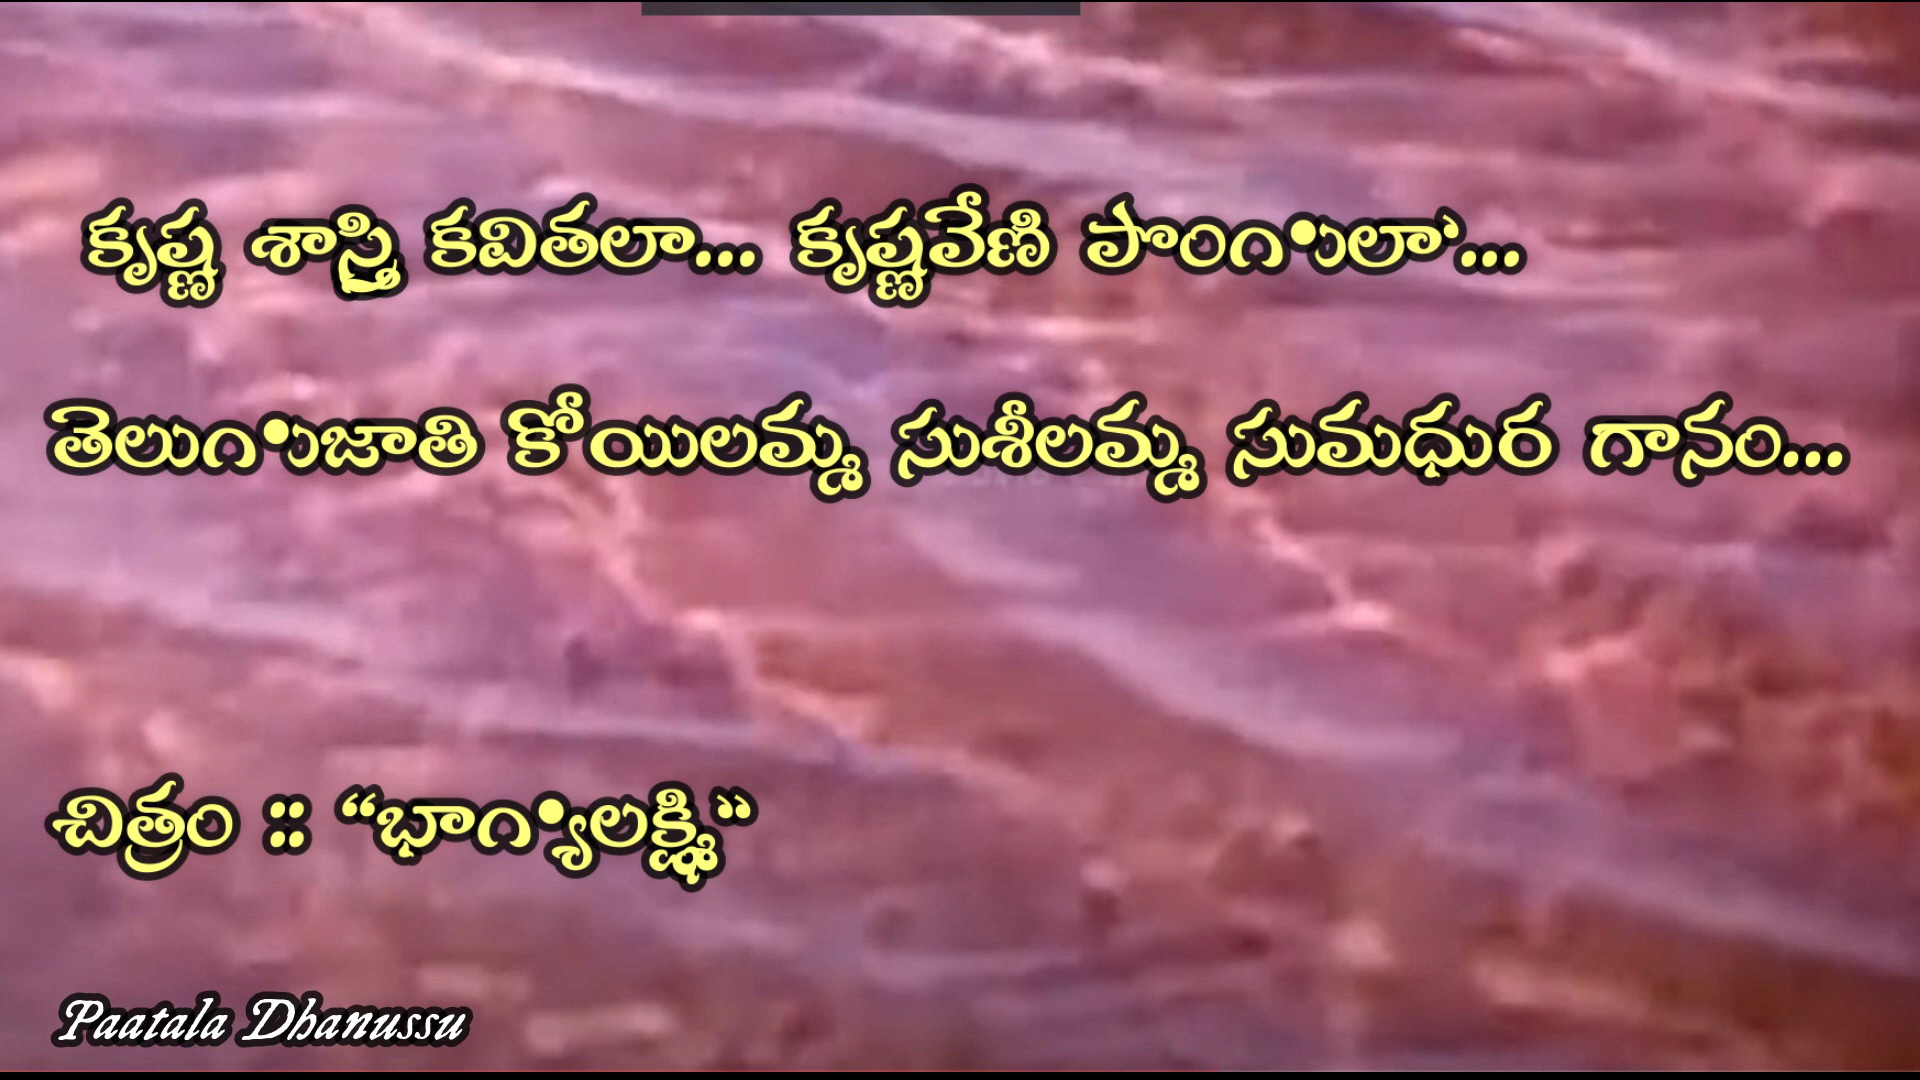 కృష్ణ శాస్త్రి కవితలా... కృష్ణవేణి పొంగులా’...
తెలుగుజాతి కోయిలమ్మ సుశీలమ్మ సుమధుర గానం...
చిత్రం :: “భాగ్యలక్ష్మి”
Paatala Dhanussu